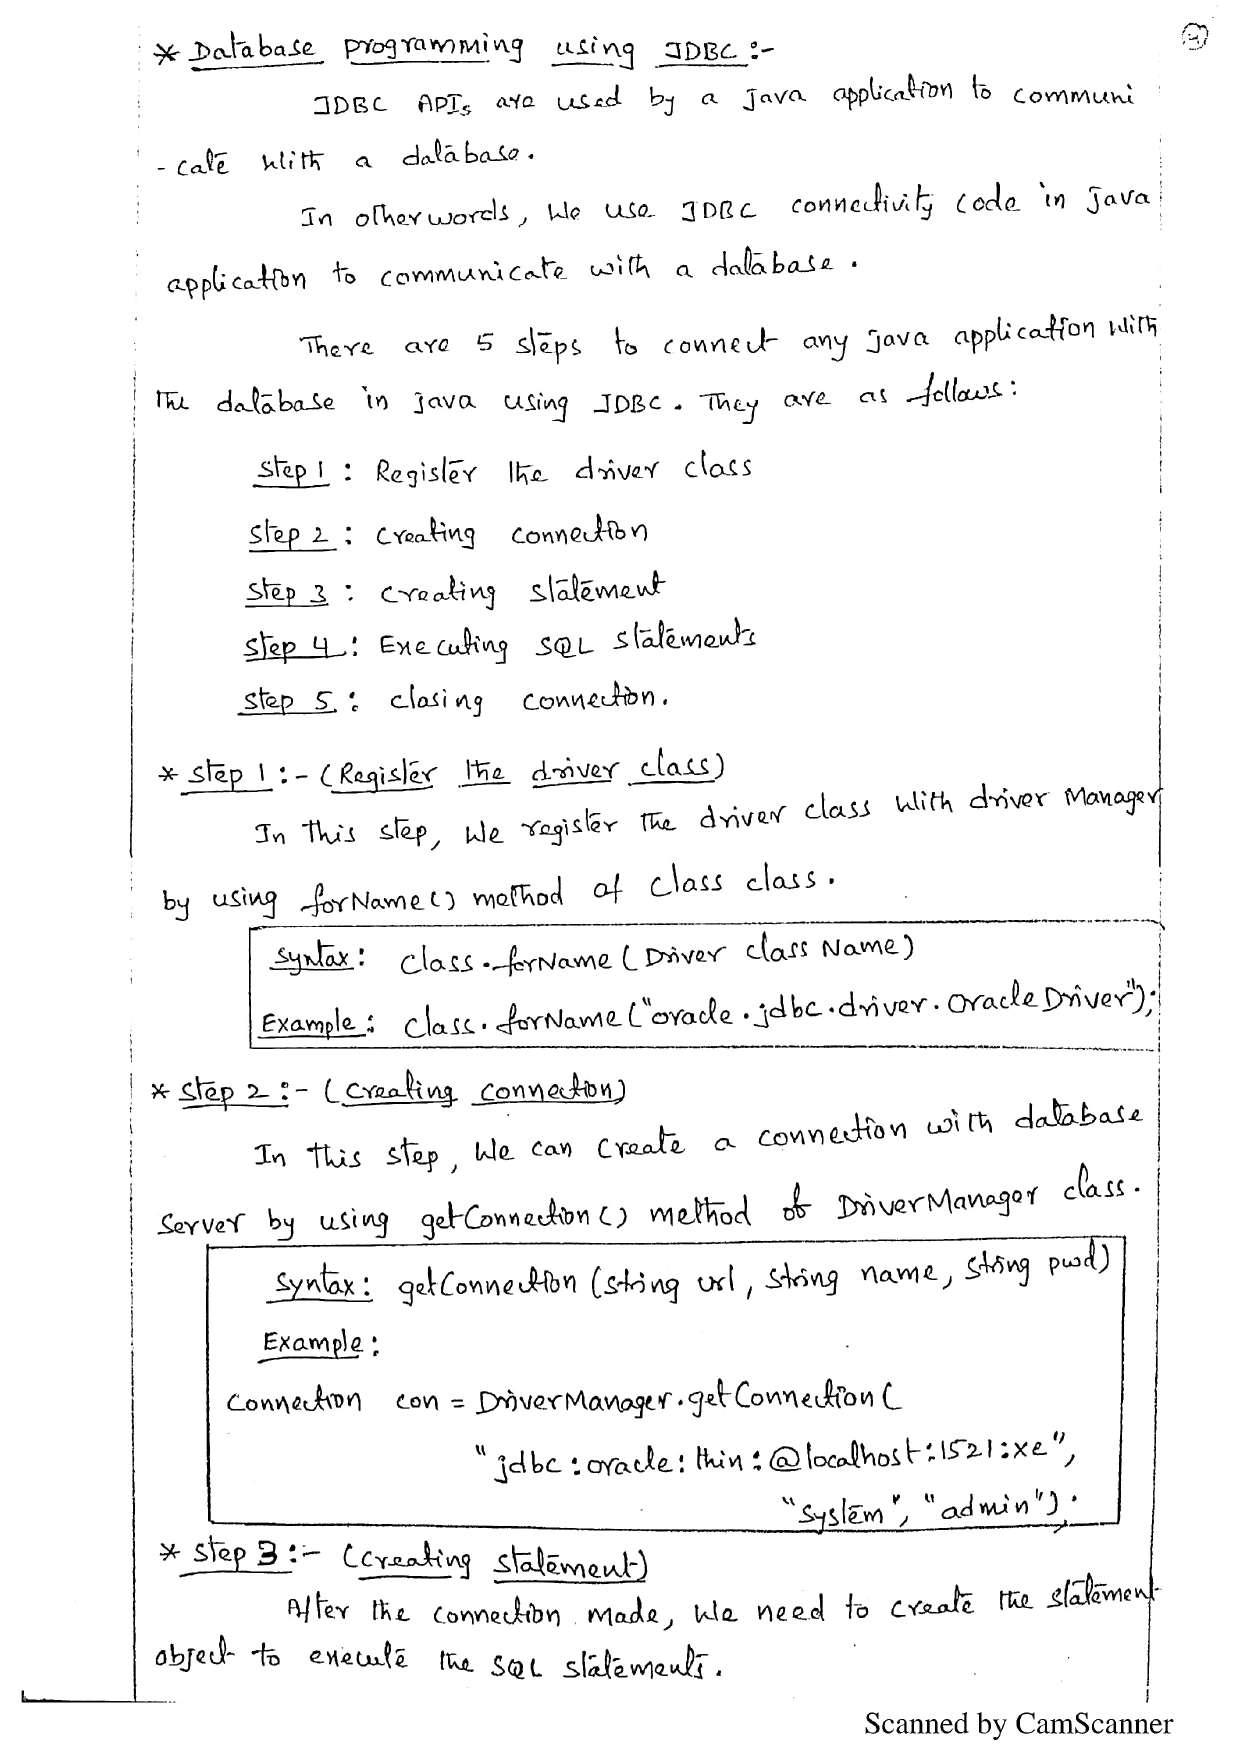 * Database programming using JDBC :-
JDBC APIs are used by a java application to communi
- cate with a database.
In otherwords, We use JDBC connectivity code in java
application to communicate with a database.
There are 5 steps to connect any java application with
the database in java using JDBC. They are as follows:
Step 1 : Register the driver class
Step 2 : Creating connection
Step 3 : Creating statement
Step 4 : Executing SQL statements
Step 5 : closing connection.
* Step 1 :- (Register the driver class)
In this step, We register the driver class with driver Manager
by using forName() method of class class.
Syntax: class.forName (Driver class Name)
Example: class.forName ("oracle.jdbc.driver.OracleDriver");
* Step 2 :- (Creating connection)
In this step, We can create a connection with database
Server by using getConnection() method of DriverManager class.
Syntax: getConnection (string url, string name, string pwd)
Example:
Connection con = DriverManager.getConnection (
"jdbc:oracle:thin:@localhost:1521:xe",
"system", "admin");
* Step 3 :- (Creating statement)
After the connection made, We need to create the statement
object to execute the SQL statements.
Scanned by CamScanner